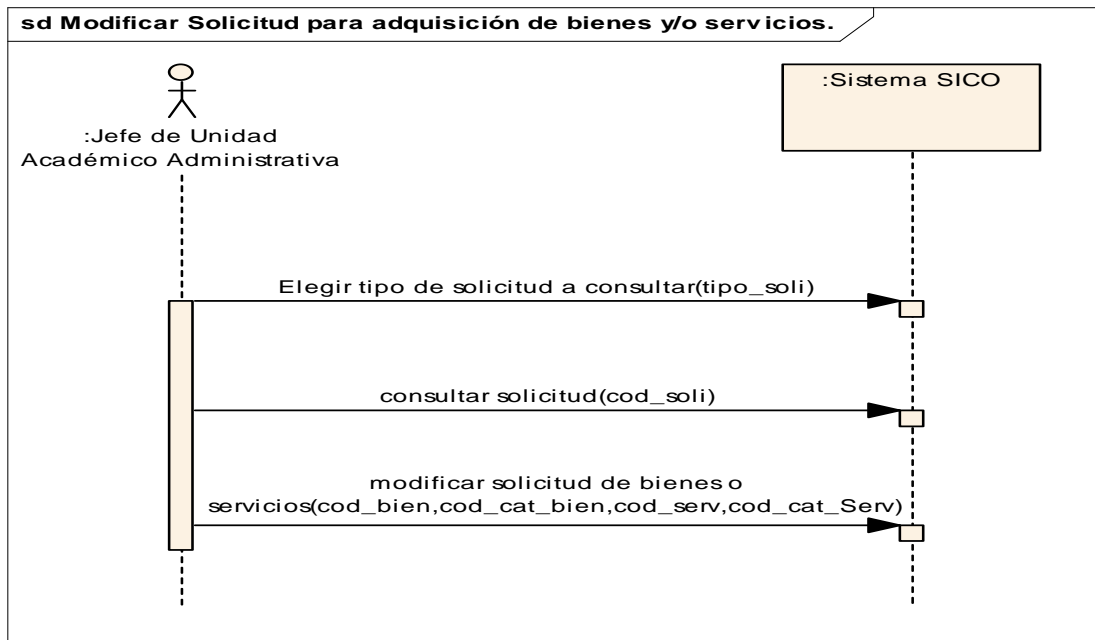 sd Modificar Solicitud para adquisición de bienes y/o servicios.
:Sistema SICO
:Jefe de Unidad
Académico Administrativa
Elegir tipo de solicitud a consultar(tipo_soli)
consultar solicitud(cod_soli)
modificar solicitud de bienes o
servicios(cod_bien,cod_cat_bien,cod_serv,cod_cat_Serv)